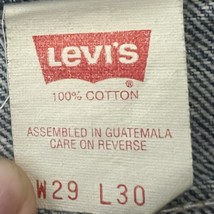 LEVI'S
®
100% COTTON
ASSEMBLED IN GUATEMALA
CARE ON REVERSE
W29 L30